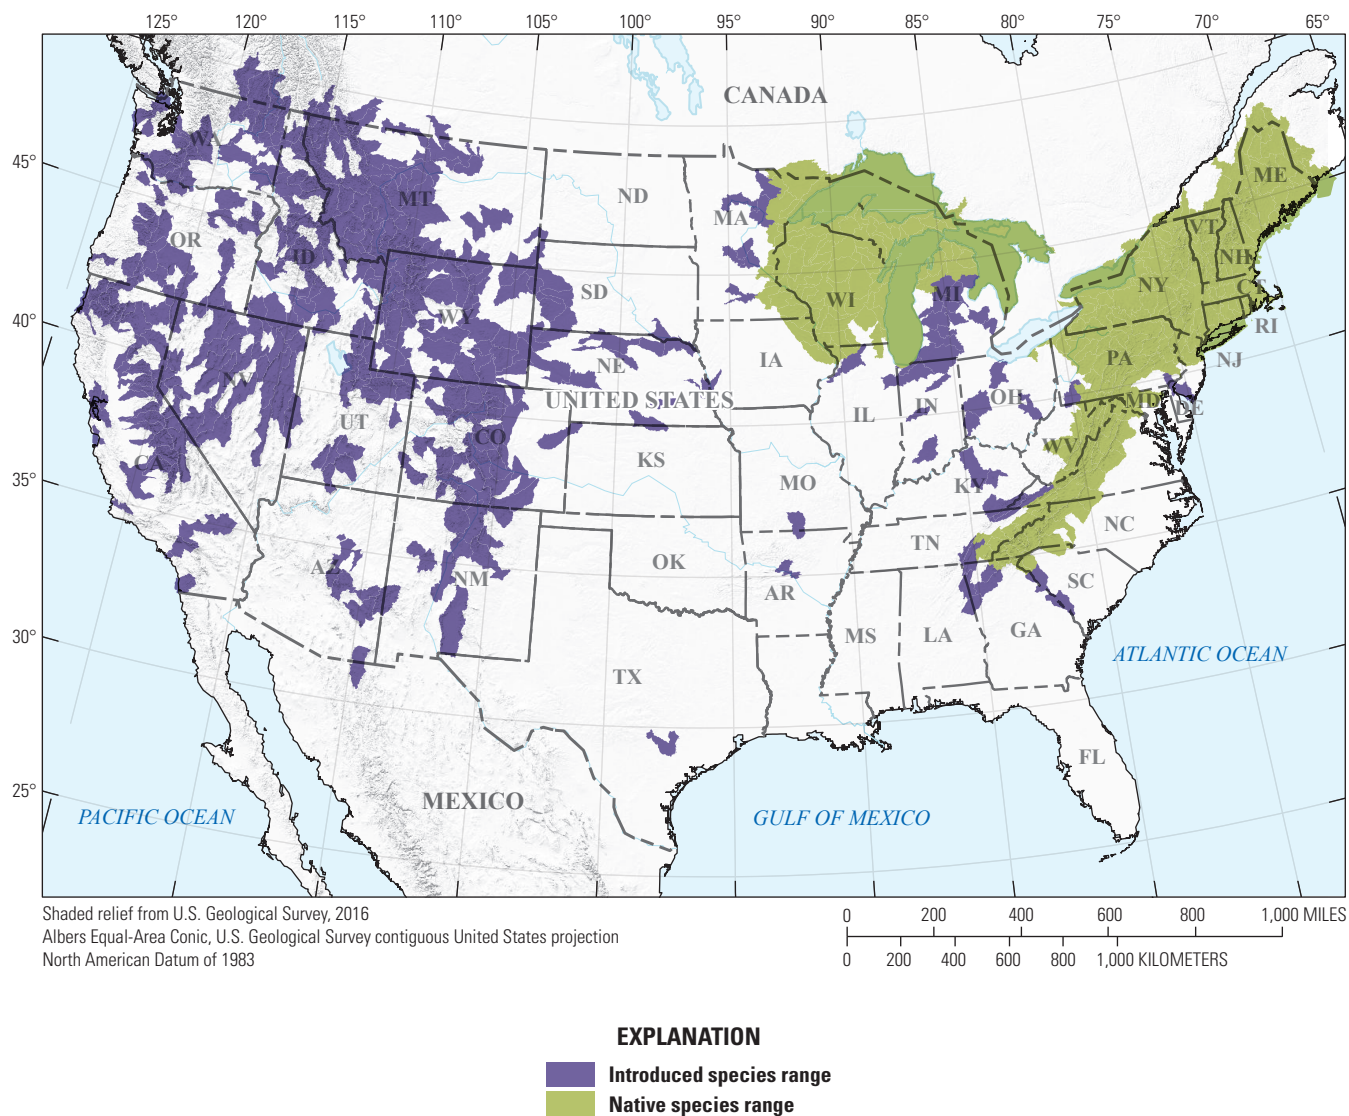 125° 120° 115° 110° 105° 100° 95° 90° 85° 80° 75° 70° 65°
CANADA
45°
WA
MT
ND
MA
ME
VT
NH
OR
ID
SD
WI
MI
NY
CT
40°
WY
RI
NV
UT
NE
IA
PA
NJ
UNITED STATES
IL
IN
OH
MD
DE
CA
CO
KS
MO
KY
WV
35°
AZ
NM
OK
AR
TN
NC
SC
30°
TX
MS
LA
GA
ATLANTIC OCEAN
FL
25°
MEXICO
PACIFIC OCEAN
GULF OF MEXICO
Shaded relief from U.S. Geological Survey, 2016
Albers Equal-Area Conic, U.S. Geological Survey contiguous United States projection
North American Datum of 1983
0 200 400 600 800 1,000 MILES
0 200 400 600 800 1,000 KILOMETERS
EXPLANATION
Introduced species range
Native species range